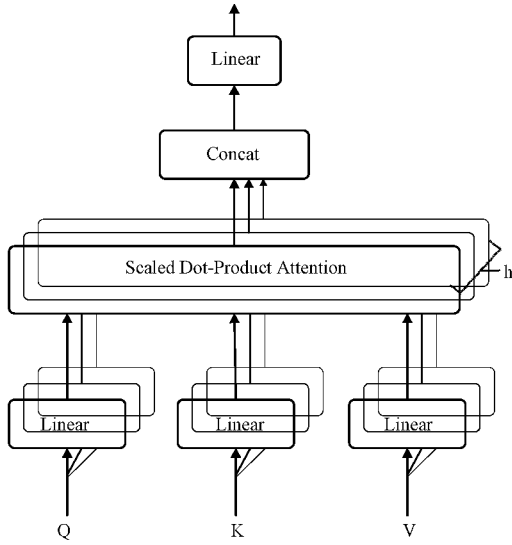 Linear
Concat
Scaled Dot-Product Attention
h
Linear Linear Linear
Q K V